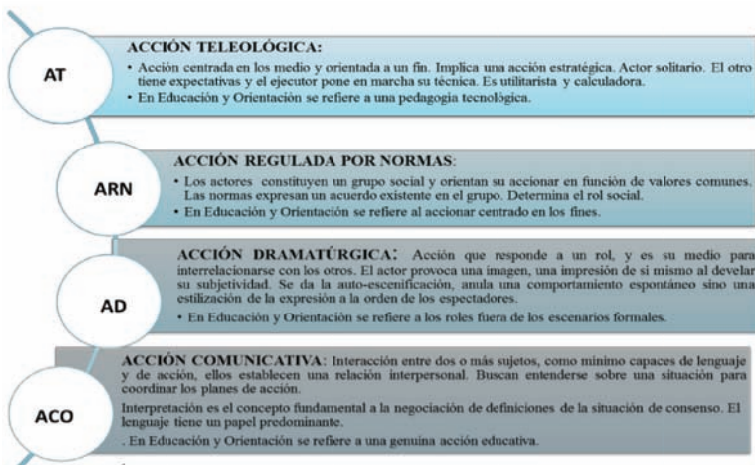 AT
ACCIÓN TELEOLÓGICA:
• Acción centrada en los medio y orientada a un fin. Implica una acción estratégica. Actor solitario. El otro
tiene expectativas y el ejecutor pone en marcha su técnica. Es utilitarista y calculadora.
• En Educación y Orientación se refiere a una pedagogía tecnológica.
ARN
ACCIÓN REGULADA POR NORMAS:
• Los actores constituyen un grupo social y orientan su accionar en función de valores comunes.
Las normas expresan un acuerdo existente en el grupo. Determina el rol social.
• En Educación y Orientación se refiere al accionar centrado en los fines.
AD
ACCIÓN DRAMATÚRGICA: Acción que responde a un rol, y es su medio para
interrelacionarse con los otros. El actor provoca una imagen, una impresión de si mismo al develar
su subjetividad. Se da la auto-escenificación, anula una comportamiento espontáneo sino una
estilización de la expresión a la orden de los espectadores.
• En Educación y Orientación se refiere a los roles fuera de los escenarios formales.
ACO
ACCIÓN COMUNICATIVA: Interacción entre dos o más sujetos, como mínimo capaces de lenguaje
y de acción, ellos establecen una relación interpersonal. Buscan entenderse sobre una situación para
coordinar los planes de acción.
Interpretación es el concepto fundamental a la negociación de definiciones de la situación de consenso. El
lenguaje tiene un papel predominante.
. En Educación y Orientación se refiere a una genuina acción educativa.